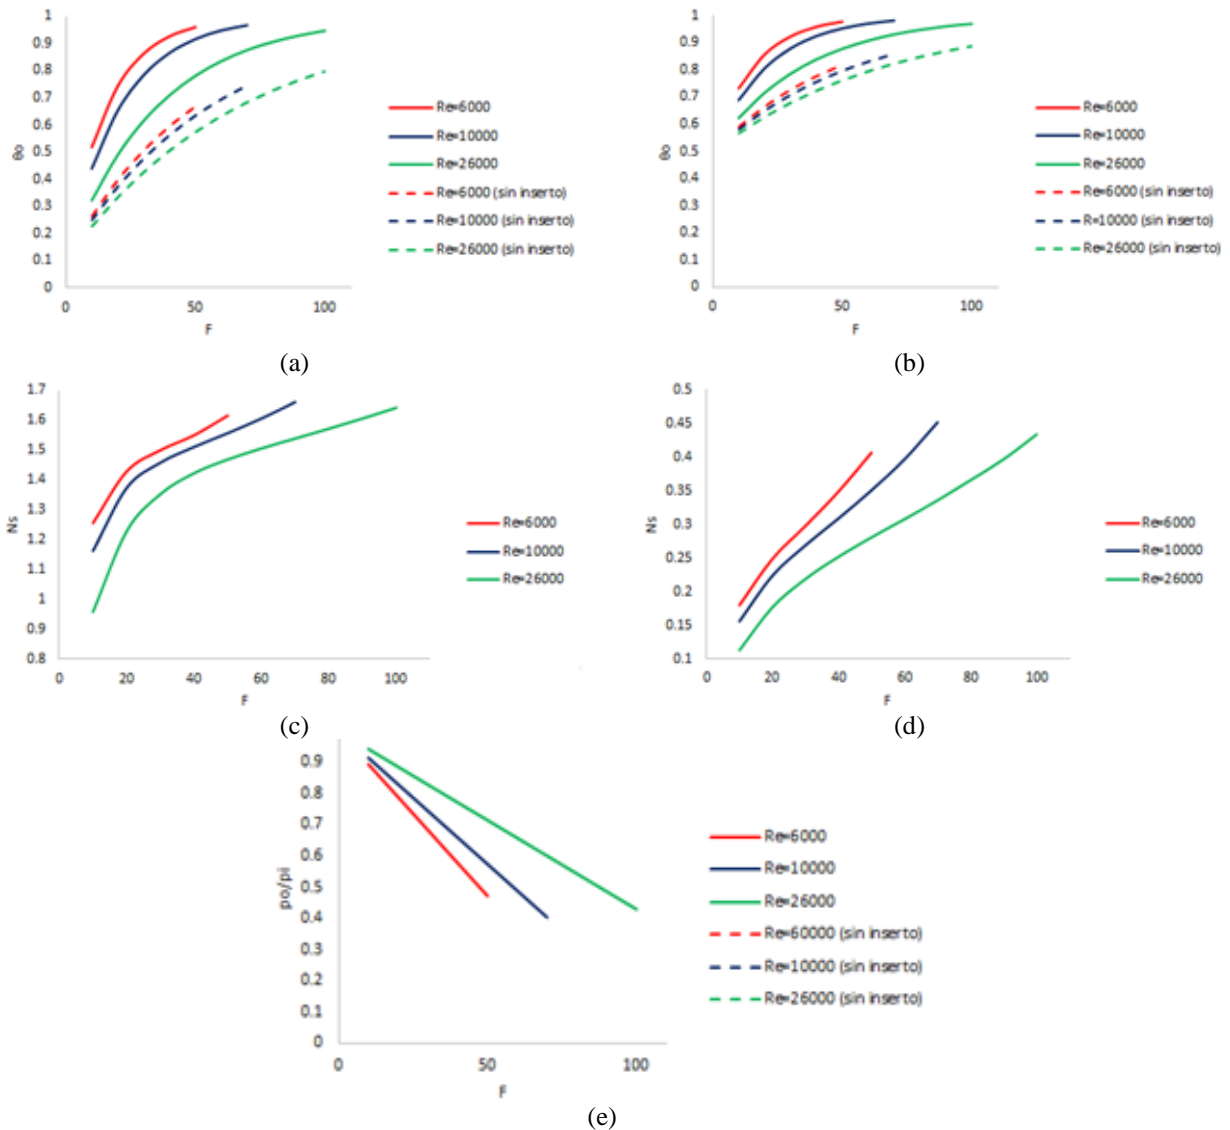 1
0.9
0.8
0.7
0.6
0.5
0.4
0.3
0.2
0.1
0
θo
0
50
100
F
Re=6000
Re=10000
Re=26000
Re=6000 (sin inserto)
Re=10000 (sin inserto)
Re=26000 (sin inserto)
(a)
1
0.9
0.8
0.7
0.6
0.5
0.4
0.3
0.2
0.1
0
θo
0
50
100
F
Re=6000
Re=10000
Re=26000
Re=6000 (sin inserto)
R=10000 (sin inserto)
Re=26000 (sin inserto)
(b)
1.7
1.6
1.5
1.4
1.3
1.2
1.1
1
0.9
0.8
Ns
0
20
40
60
80
100
F
Re=6000
Re=10000
Re=26000
(c)
0.5
0.45
0.4
0.35
0.3
0.25
0.2
0.15
0.1
Ns
0
20
40
60
80
100
F
Re=6000
Re=10000
Re=26000
(d)
0.9
0.8
0.7
0.6
0.5
0.4
0.3
0.2
0.1
0
po/pi
0
50
100
F
Re=6000
Re=10000
Re=26000
Re=60000 (sin inserto)
Re=10000 (sin inserto)
Re=26000 (sin inserto)
(e)